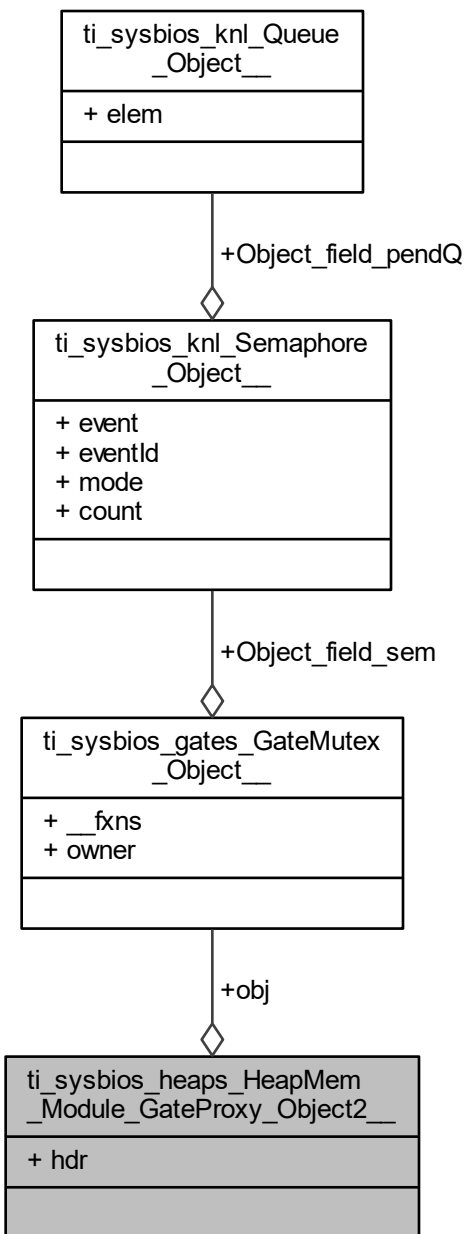 ti_sysbios_knl_Queue
_Object__
+ elem
+Object_field_pendQ
ti_sysbios_knl_Semaphore
_Object__
+ event
+ eventId
+ mode
+ count
+Object_field_sem
ti_sysbios_gates_GateMutex
_Object__
+ __fxns
+ owner
+obj
ti_sysbios_heaps_HeapMem
_Module_GateProxy_Object2__
+ hdr